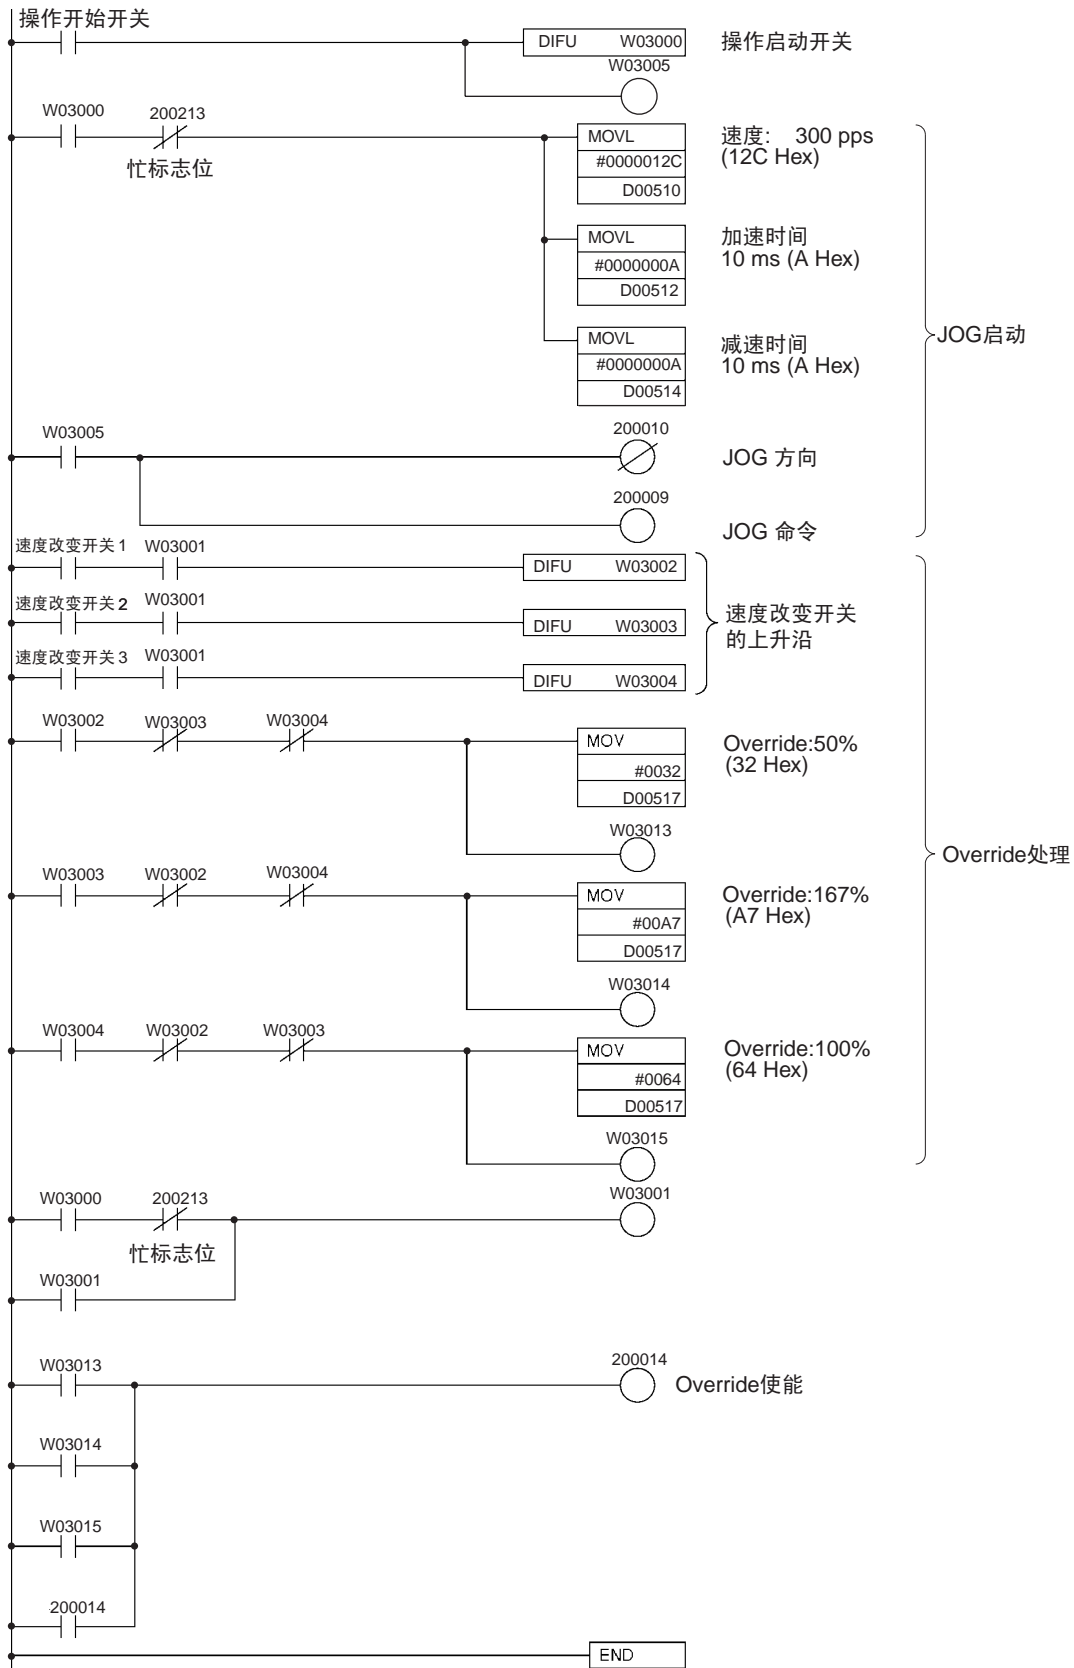 操作开始开关
DIFU W03000 操作启动开关
W03005
W03000 200213
忙标志位
MOVL
#0000012C
D00510
速度: 300 pps
(12C Hex)
MOVL
#0000000A
D00512
加速时间
10 ms (A Hex)
MOVL
#0000000A
D00514
减速时间
10 ms (A Hex)
JOG启动
W03005 200010
JOG 方向
200009
JOG 命令
速度改变开关 1 W03001
DIFU W03002
速度改变开关 2 W03001
DIFU W03003
速度改变开关 3 W03001
DIFU W03004
速度改变开关
的上升沿
W03002 W03003 W03004
MOV
#0032
D00517
Override:50%
(32 Hex)
W03013
Override处理
W03003 W03002 W03004
MOV
#00A7
D00517
Override:167%
(A7 Hex)
W03014
W03004 W03002 W03003
MOV
#0064
D00517
Override:100%
(64 Hex)
W03015
W03000 200213 W03001
忙标志位
W03001
W03013 200014
Override使能
W03014
W03015
200014
END